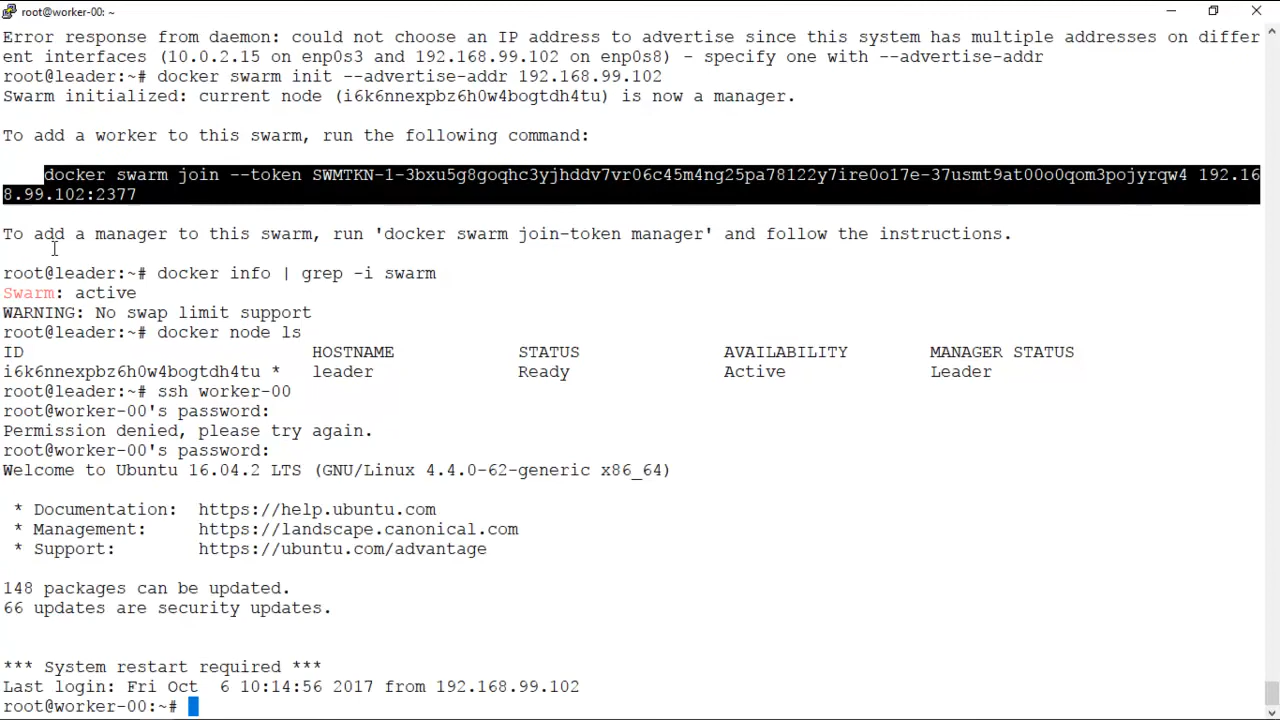 root@worker-00: ~
Error response from daemon: could not choose an IP address to advertise since this system has multiple addresses on differ
ent interfaces (10.0.2.15 on enp0s3 and 192.168.99.102 on enp0s8) - specify one with --advertise-addr
root@leader:~# docker swarm init --advertise-addr 192.168.99.102
Swarm initialized: current node (i6k6nnexpbz6h0w4bogtdh4tu) is now a manager.
To add a worker to this swarm, run the following command:
docker swarm join --token SWMTKN-1-3bxu5g8goqhc3yjhddv7vr06c45m4ng25pa78122y7ire0o17e-37usmt9at00o0qom3pojyrqw4 192.16
8.99.102:2377
To add a manager to this swarm, run 'docker swarm join-token manager' and follow the instructions.
root@leader:~# docker info | grep -i swarm
Swarm: active
WARNING: No swap limit support
root@leader:~# docker node ls
ID HOSTNAME STATUS AVAILABILITY MANAGER STATUS
i6k6nnexpbz6h0w4bogtdh4tu * leader Ready Active Leader
root@leader:~# ssh worker-00
root@worker-00's password:
Permission denied, please try again.
root@worker-00's password:
Welcome to Ubuntu 16.04.2 LTS (GNU/Linux 4.4.0-62-generic x86_64)
* Documentation: https://help.ubuntu.com
* Management: https://landscape.canonical.com
* Support: https://ubuntu.com/advantage
148 packages can be updated.
66 updates are security updates.
*** System restart required ***
Last login: Fri Oct 6 10:14:56 2017 from 192.168.99.102
root@worker-00:~#